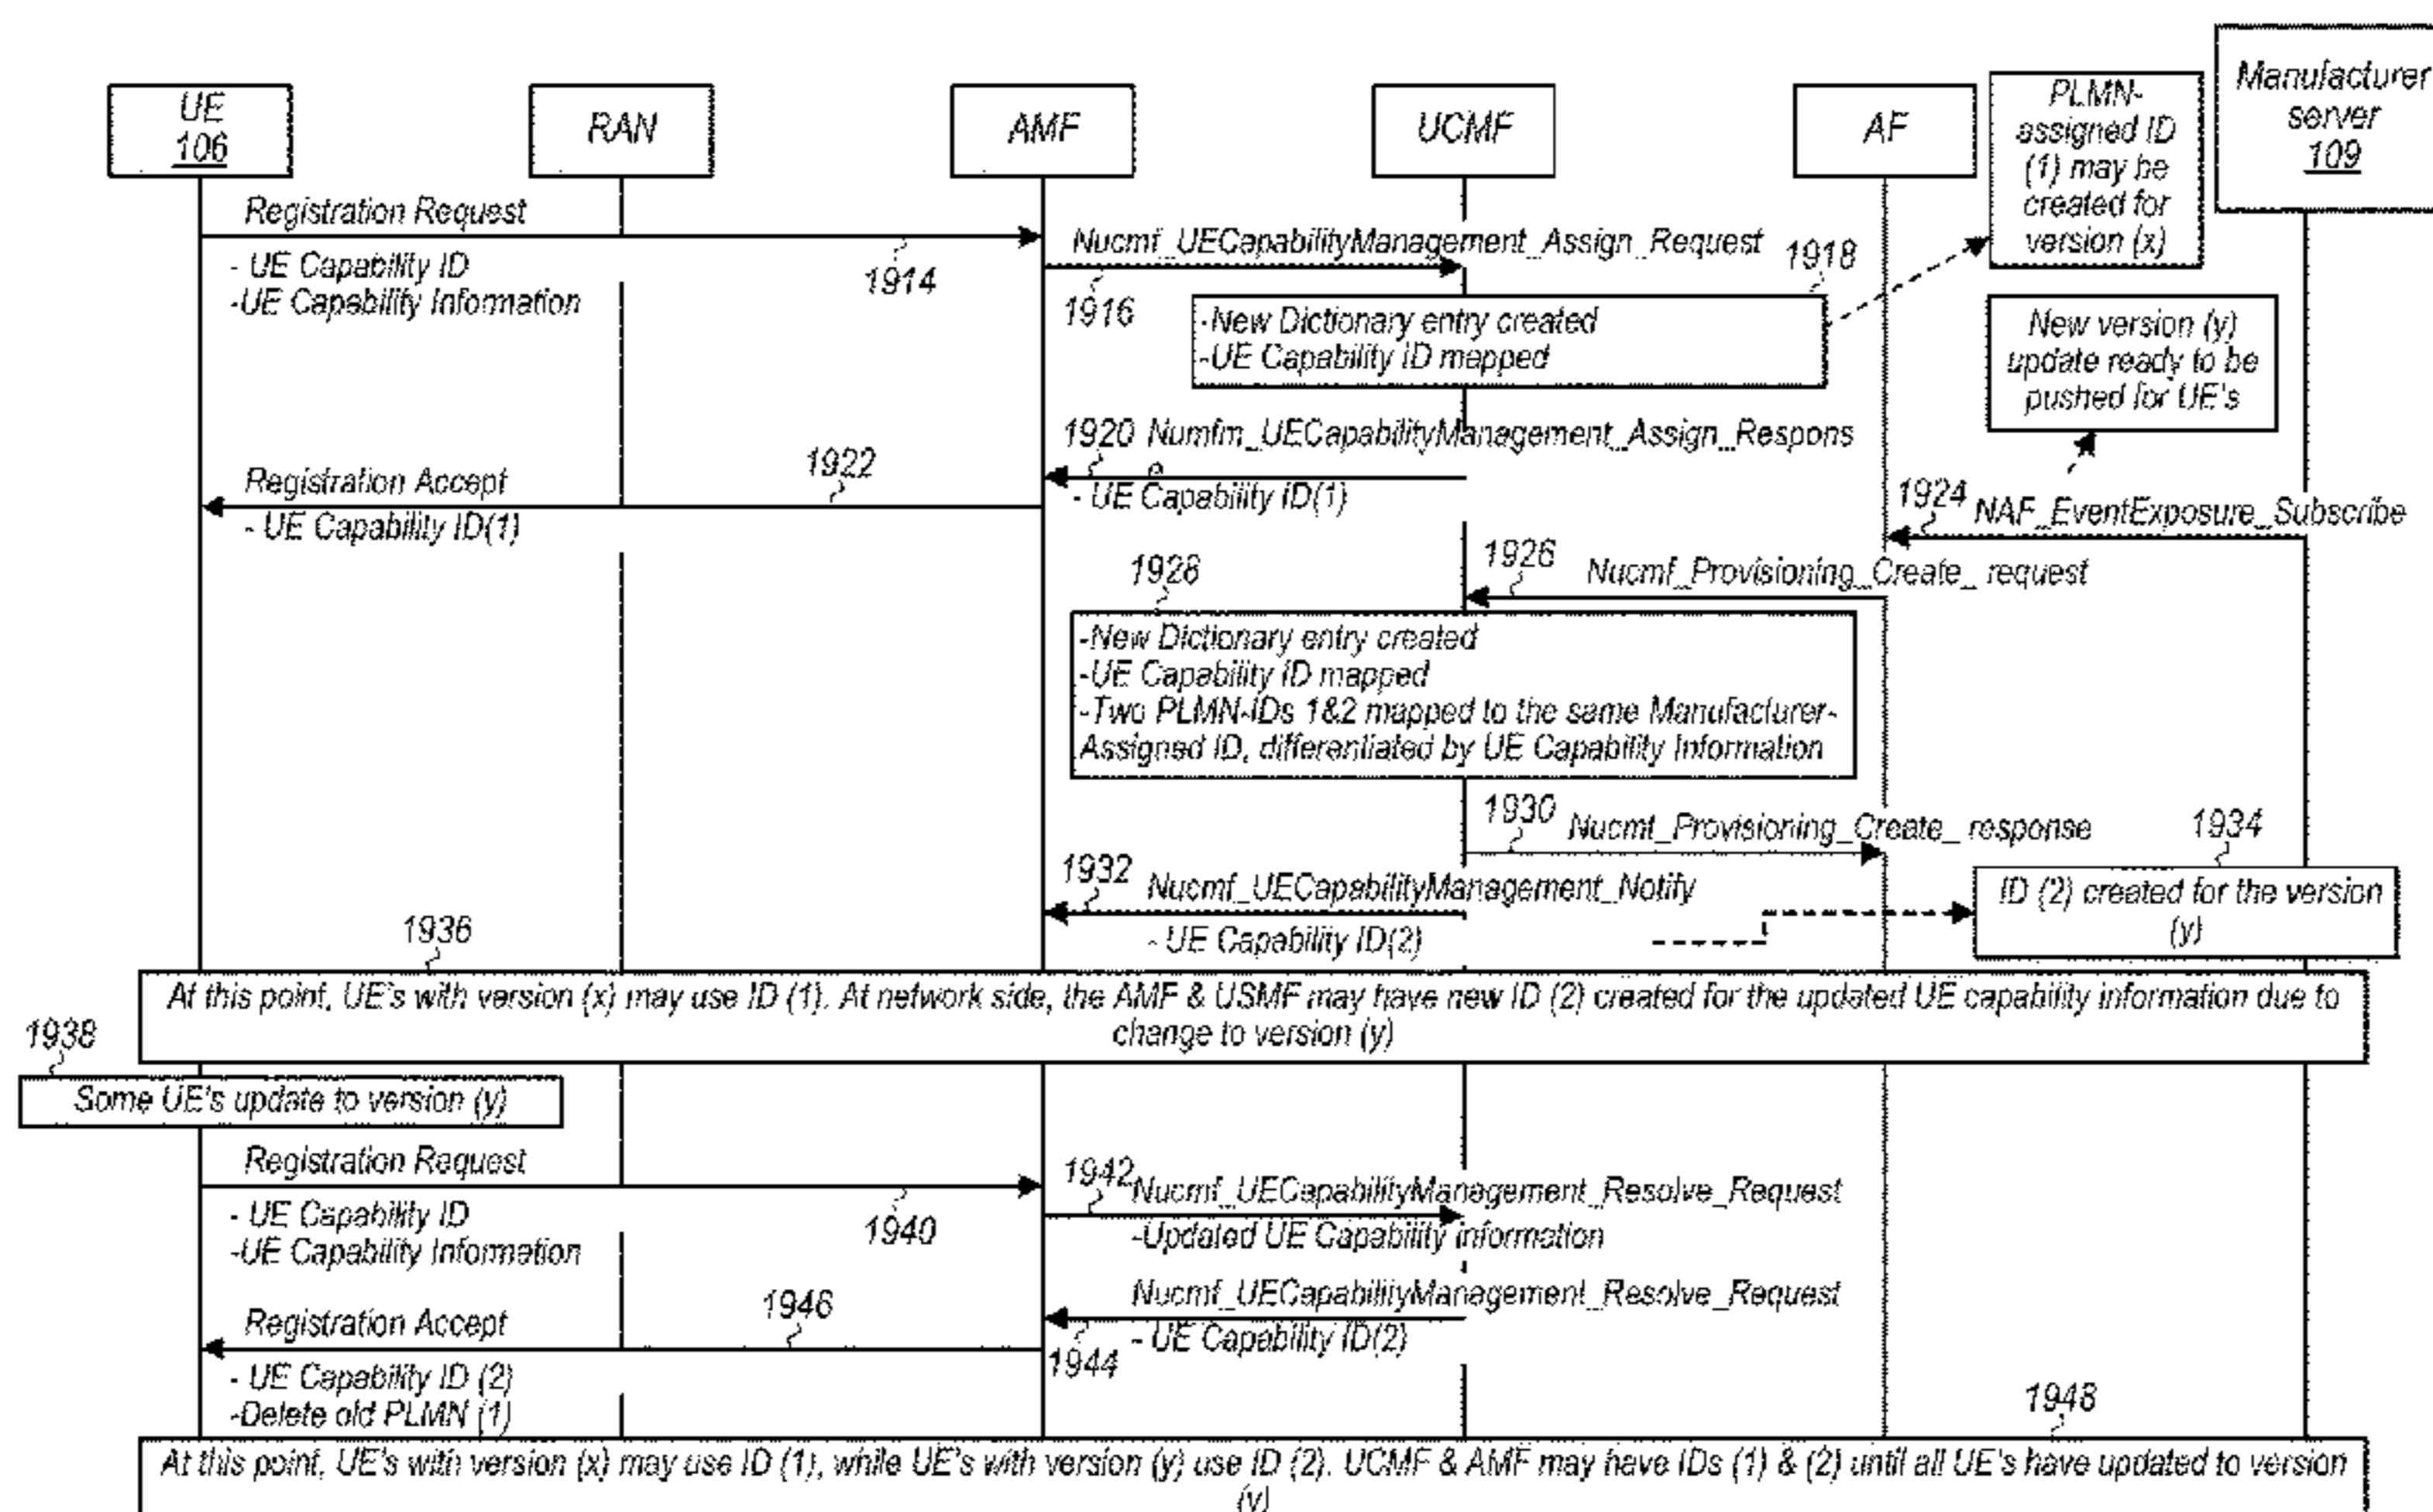 UE
106
RAN
AMF
UCMF
AF
PLMN-
assigned ID
(1) may be
created for
version (x)
Manufacturer
server
109
Registration Request
- UE Capability ID
-UE Capability Information
1914
Nucmf_UECapabilityManagement_Assign_Request
1916
1918
-New Dictionary entry created
-UE Capability ID mapped
New version (y)
update ready to be
pushed for UE's
1920
Numfm_UECapabilityManagement_Assign_Respons
e
- UE Capability ID(1)
1922
Registration Accept
- UE Capability ID(1)
1924
NAF_EventExposure_Subscribe
1926
Nucmf_Provisioning_Create_ request
1928
-New Dictionary entry created
-UE Capability ID mapped
-Two PLMN-IDs 1&2 mapped to the same Manufacturer-
Assigned ID, differentiated by UE Capability Information
1930
Nucmf_Provisioning_Create_ response
1934
ID (2) created for the version
(y)
1932
Nucmf_UECapabilityManagement_Notify
- UE Capability ID(2)
1936
At this point, UE's with version (x) may use ID (1). At network side, the AMF & USMF may have new ID (2) created for the updated UE capability information due to
change to version (y)
1938
Some UE's update to version (y)
Registration Request
- UE Capability ID
-UE Capability Information
1940
1942
Nucmf_UECapabilityManagement_Resolve_Request
-Updated UE Capability information
Nucmf_UECapabilityManagement_Resolve_Request
- UE Capability ID(2)
1944
1946
Registration Accept
- UE Capability ID (2)
-Delete old PLMN (1)
1948
At this point, UE's with version (x) may use ID (1), while UE's with version (y) use ID (2). UCMF & AMF may have IDs (1) & (2) until all UE's have updated to version
(y)